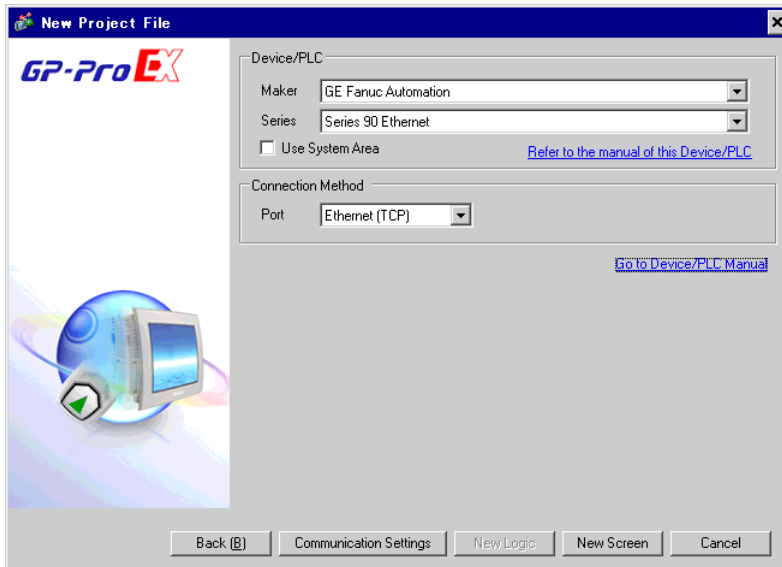 New Project File
GP-Pro EX
Device/PLC
Maker GE Fanuc Automation
Series Series 90 Ethernet
Use System Area Refer to the manual of this Device/PLC
Connection Method
Port Ethernet (TCP)
Go to Device/PLC Manual
Back (B) Communication Settings New Logic New Screen Cancel